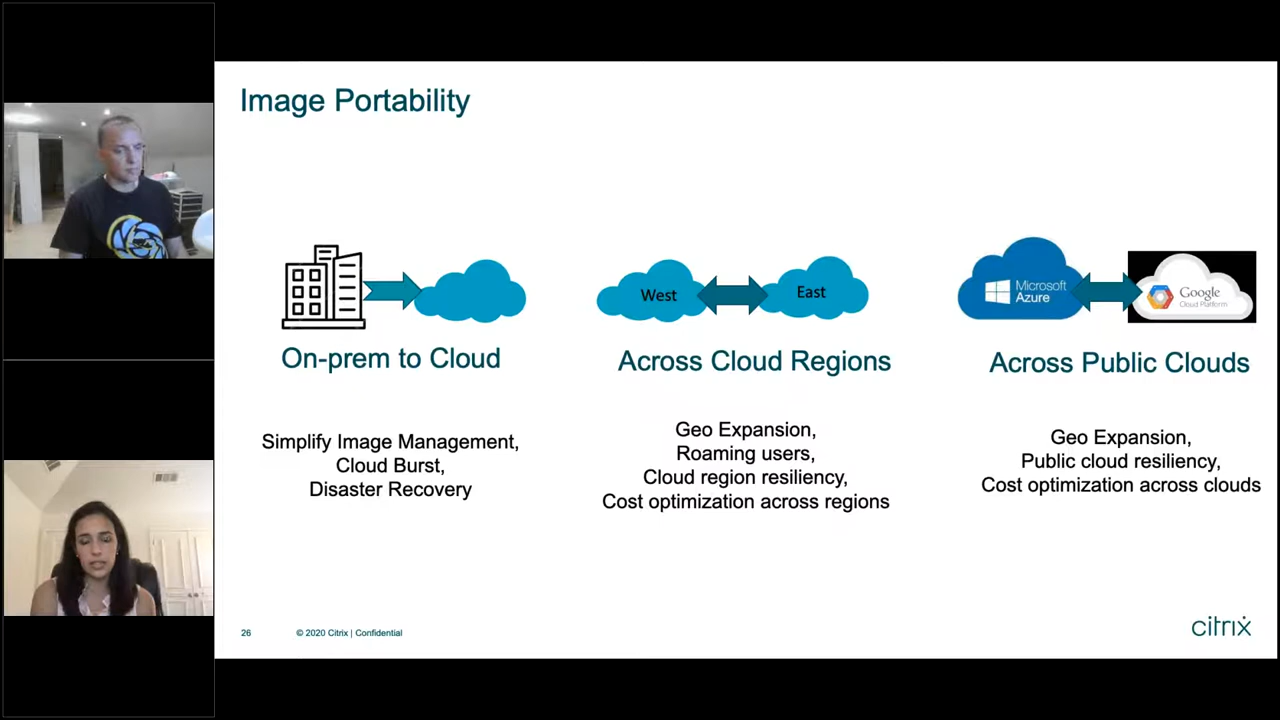 Image Portability
West
East
Microsoft
Azure
Google
Cloud Platform
On-prem to Cloud
Across Cloud Regions
Across Public Clouds
Simplify Image Management,
Cloud Burst,
Disaster Recovery
Geo Expansion,
Roaming users,
Cloud region resiliency,
Cost optimization across regions
Geo Expansion,
Public cloud resiliency,
Cost optimization across clouds
26
© 2020 Citrix | Confidential
citrix